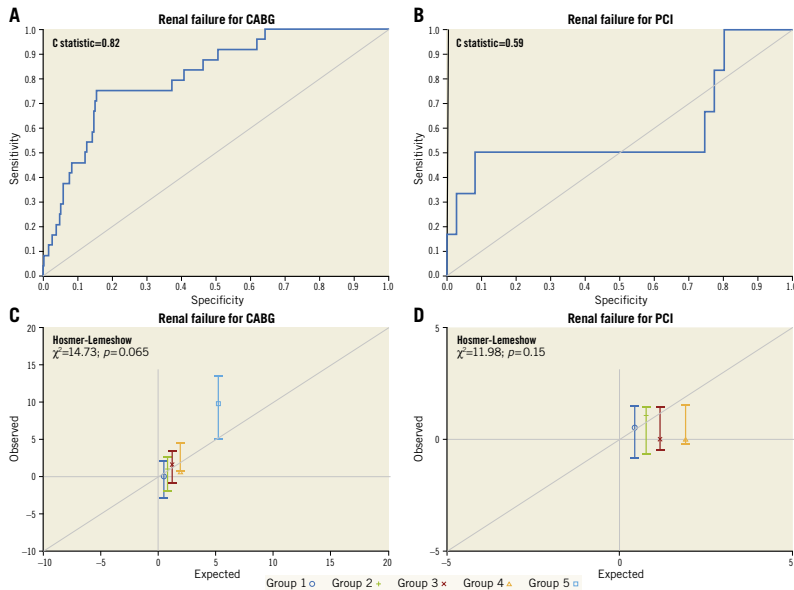 A
Renal failure for CABG
C statistic=0.82
1.0
0.9
0.8
0.7
0.6
0.5
0.4
0.3
0.2
0.1
0.0
Sensitivity
0.0 0.1 0.2 0.3 0.4 0.5 0.6 0.7 0.8 0.9 1.0
Specificity
B
Renal failure for PCI
C statistic=0.59
1.0
0.9
0.8
0.7
0.6
0.5
0.4
0.3
0.2
0.1
0.0
Sensitivity
0.0 0.1 0.2 0.3 0.4 0.5 0.6 0.7 0.8 0.9 1.0
Specificity
C
Renal failure for CABG
Hosmer-Lemeshow
χ²=14.73; p=0.065
20
15
10
5
0
−5
−10
Observed
−10 −5 0 5 10 15 20
Expected
D
Renal failure for PCI
Hosmer-Lemeshow
χ²=11.98; p=0.15
5
0
−5
Observed
−5 0 5
Expected
Group 1 Group 2 Group 3 Group 4 Group 5